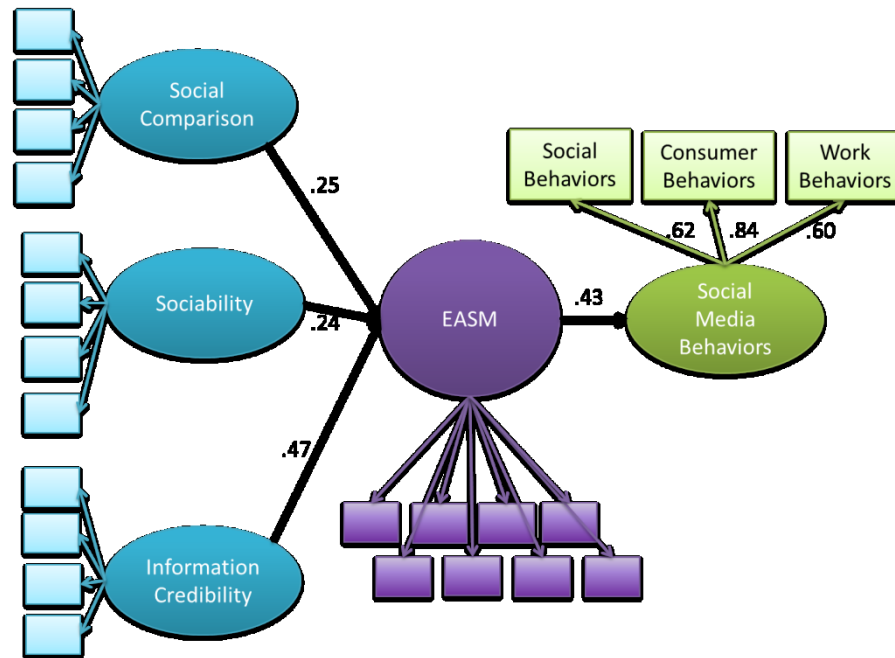 Social
Comparison
.25
Social
Behaviors
Consumer
Behaviors
Work
Behaviors
.62
.84
.60
Sociability
.24
EASM
.43
Social
Media
Behaviors
.47
Information
Credibility